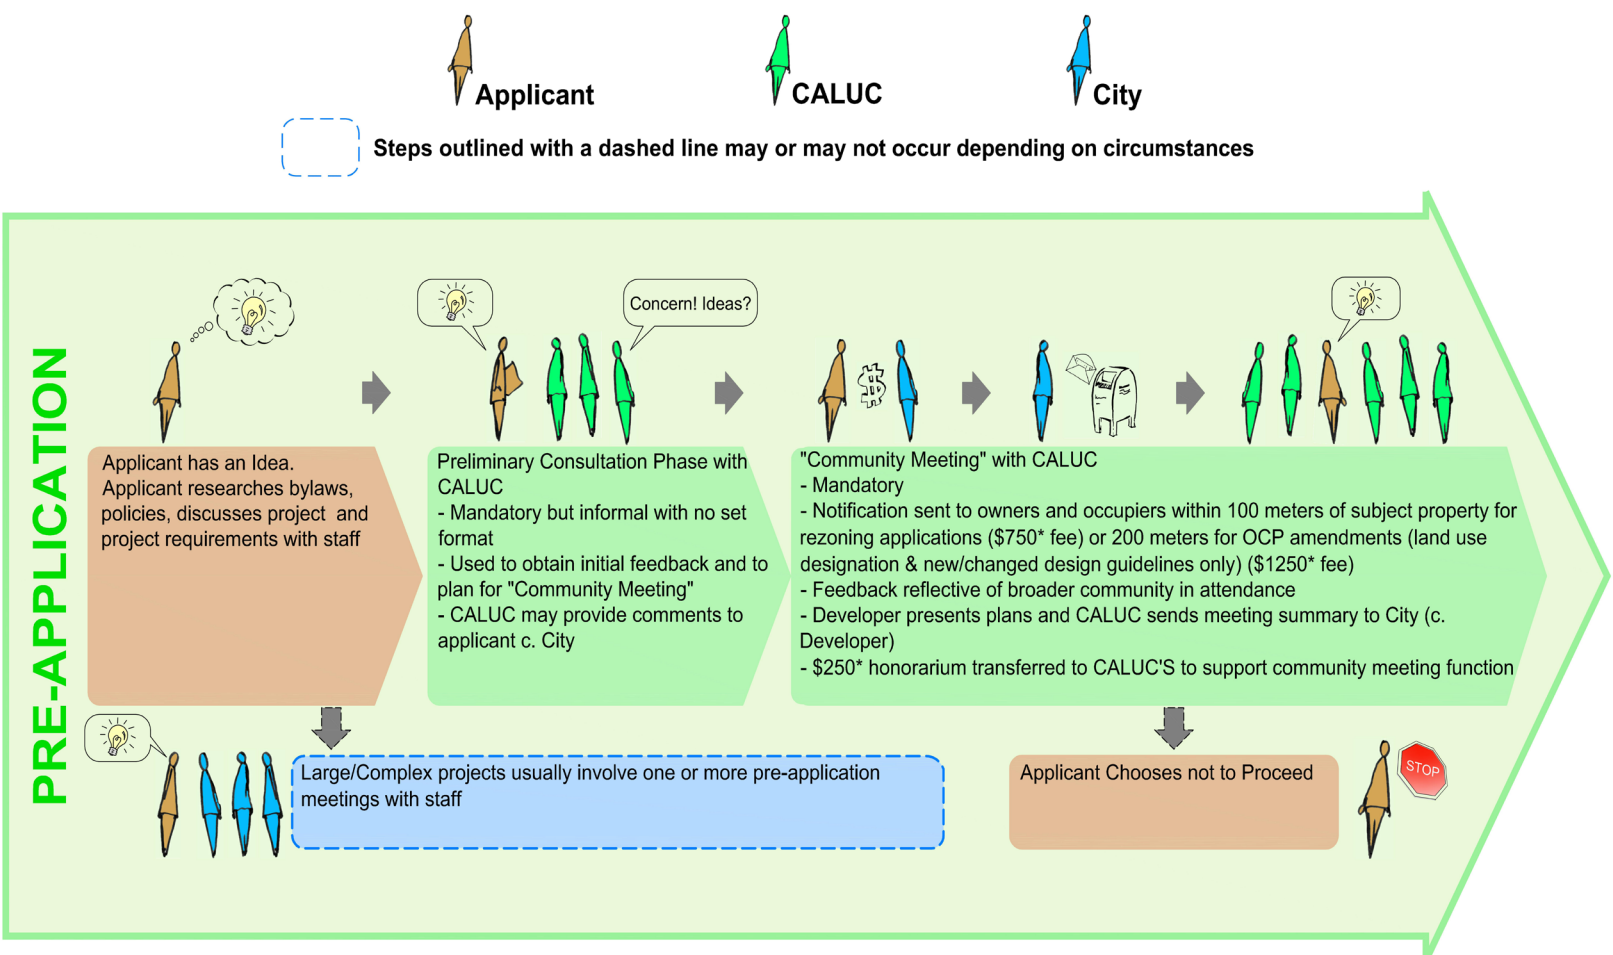 Applicant
CALUC
City
Steps outlined with a dashed line may or may not occur depending on circumstances
PRE-APPLICATION
Concern! Ideas?
Applicant has an Idea.
Applicant researches bylaws,
policies, discusses project and
project requirements with staff
Preliminary Consultation Phase with
CALUC
- Mandatory but informal with no set
format
- Used to obtain initial feedback and to
plan for "Community Meeting"
- CALUC may provide comments to
applicant c. City
"Community Meeting" with CALUC
- Mandatory
- Notification sent to owners and occupiers within 100 meters of subject property for
rezoning applications ($750* fee) or 200 meters for OCP amendments (land use
designation & new/changed design guidelines only) ($1250* fee)
- Feedback reflective of broader community in attendance
- Developer presents plans and CALUC sends meeting summary to City (c.
Developer)
- $250* honorarium transferred to CALUC'S to support community meeting function
Large/Complex projects usually involve one or more pre-application
meetings with staff
Applicant Chooses not to Proceed
STOP